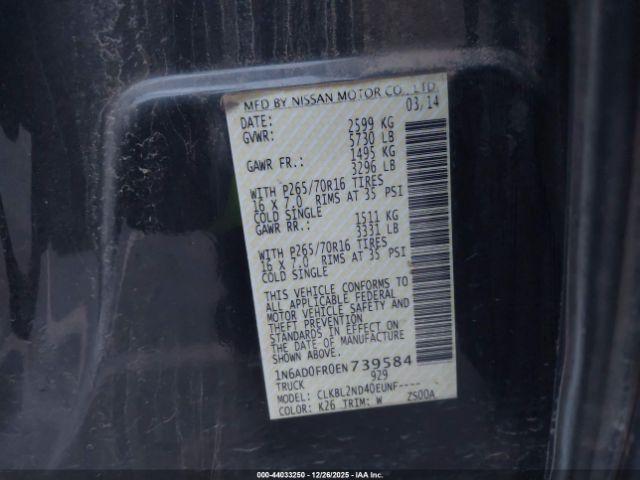 MFD BY NISSAN MOTOR CO., LTD.
DATE: 03/14
GVWR: 2599 KG
5730 LB
GAWR FR.: 1495 KG
3296 LB
WITH P265/70R16 TIRES
16 X 7.0 RIMS AT 35 PSI
COLD SINGLE
GAWR RR.: 1511 KG
3331 LB
WITH P265/70R16 TIRES
16 X 7.0 RIMS AT 35 PSI
COLD SINGLE
THIS VEHICLE CONFORMS TO
ALL APPLICABLE FEDERAL
MOTOR VEHICLE SAFETY AND
THEFT PREVENTION
STANDARDS IN EFFECT ON
THE DATE OF MANUFACTURE
SHOWN ABOVE.
1N6AD0FR0EN739584
TRUCK 929
MODEL: CLKBL2ND40EUNF----
COLOR: K26 TRIM: W ZS00A
000-44033250 - 12/26/2025 - IAA Inc.